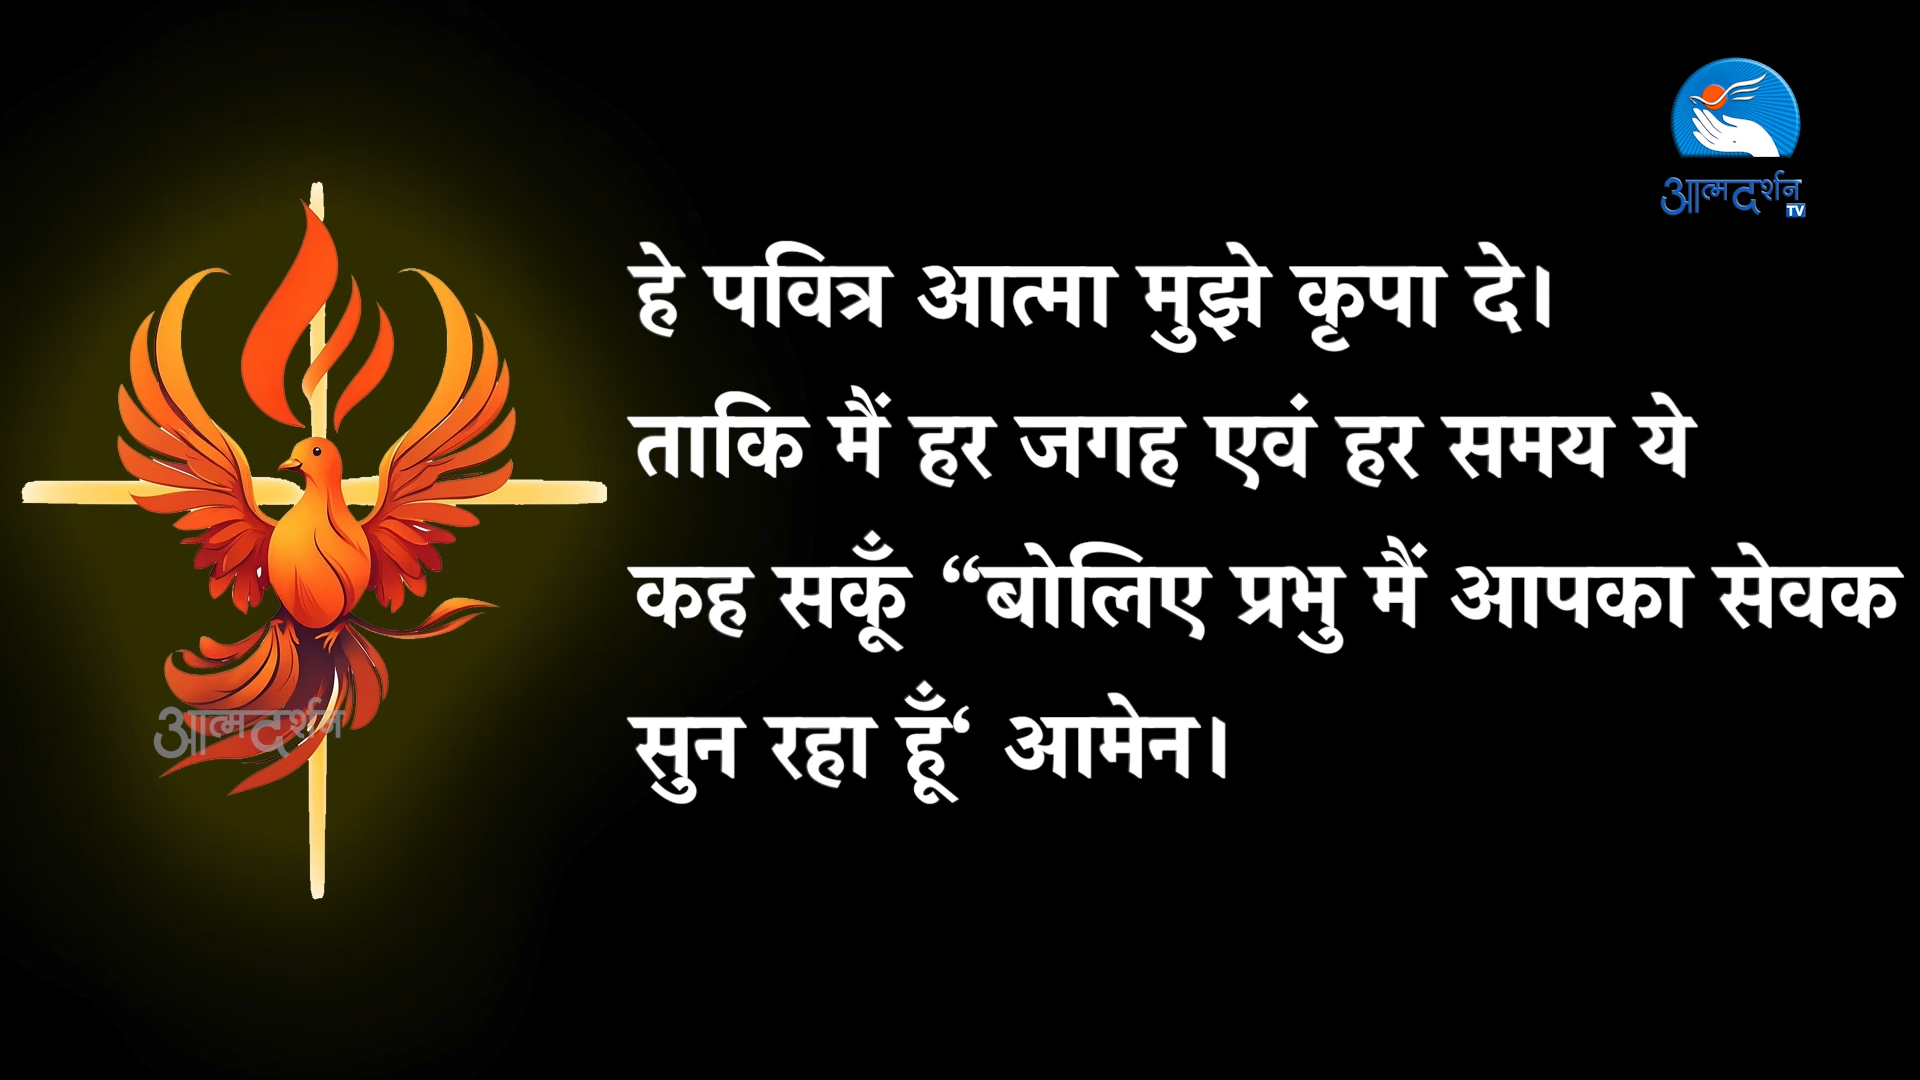 आत्मदर्शन
TV
हे पवित्र आत्मा मुझे कृपा दे।
ताकि मैं हर जगह एवं हर समय ये
कह सकूँ “बोलिए प्रभु मैं आपका सेवक
सुन रहा हूँ‘ आमेन।
आत्मदर्शन